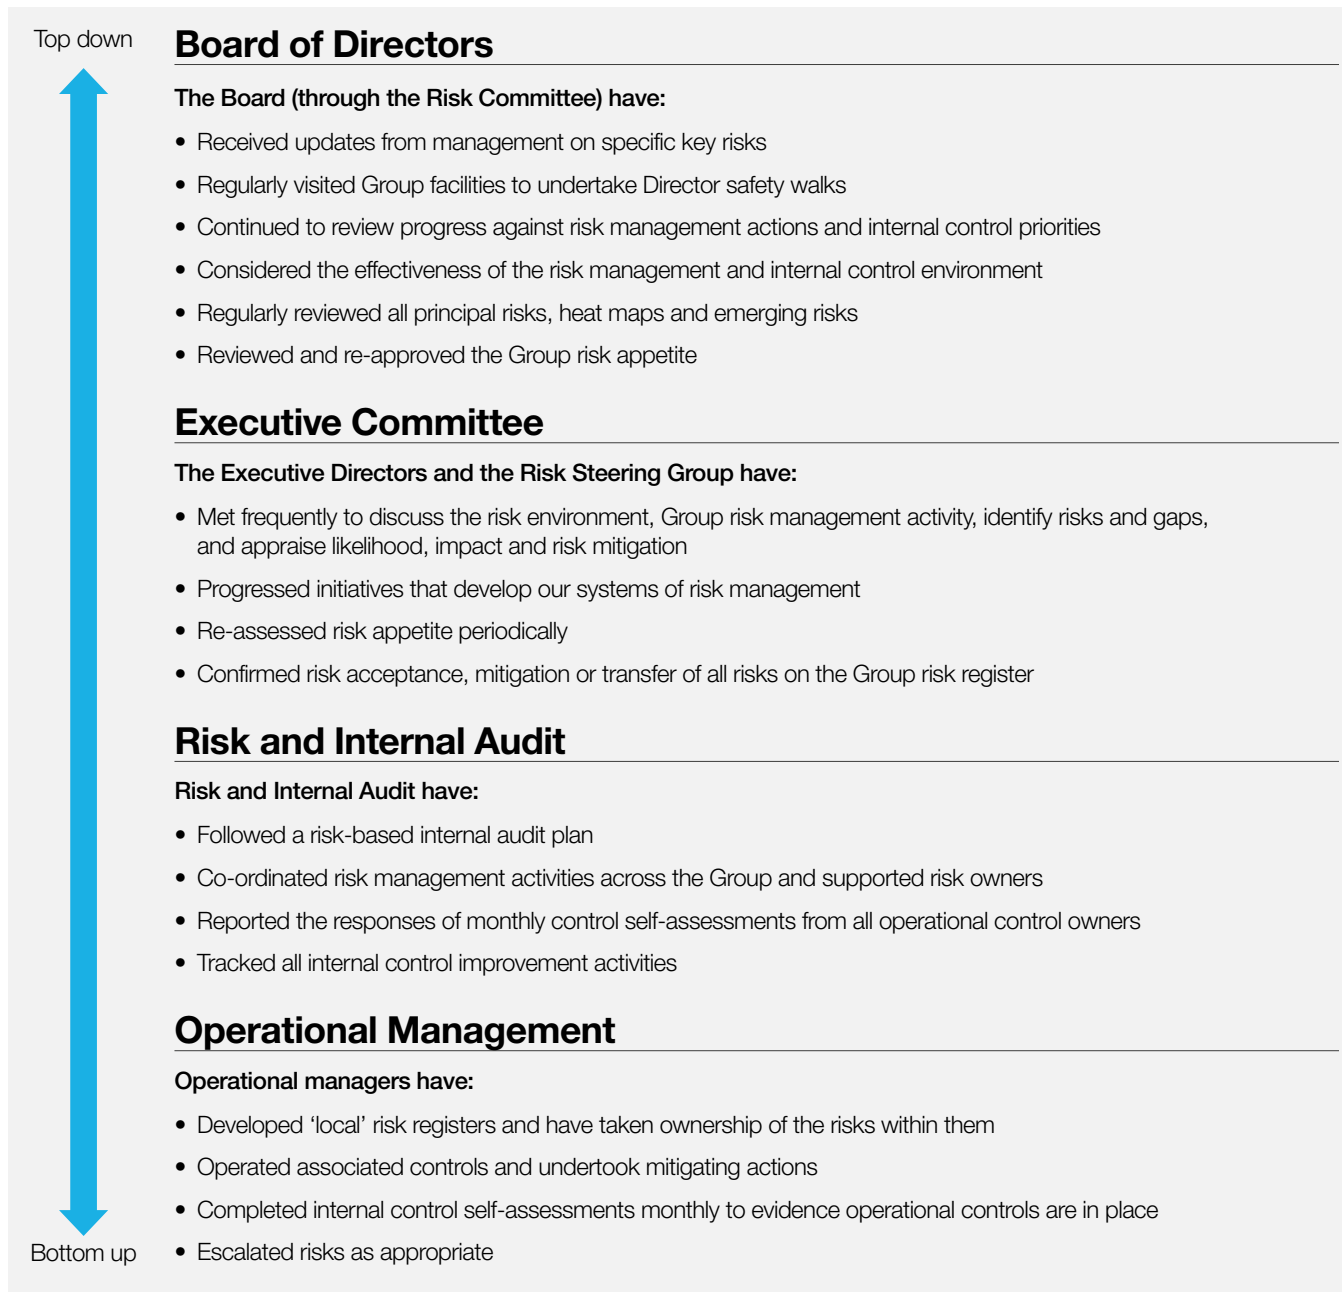 Top down
Board of Directors
The Board (through the Risk Committee) have:
• Received updates from management on specific key risks
• Regularly visited Group facilities to undertake Director safety walks
• Continued to review progress against risk management actions and internal control priorities
• Considered the effectiveness of the risk management and internal control environment
• Regularly reviewed all principal risks, heat maps and emerging risks
• Reviewed and re-approved the Group risk appetite
Executive Committee
The Executive Directors and the Risk Steering Group have:
• Met frequently to discuss the risk environment, Group risk management activity, identify risks and gaps,
and appraise likelihood, impact and risk mitigation
• Progressed initiatives that develop our systems of risk management
• Re-assessed risk appetite periodically
• Confirmed risk acceptance, mitigation or transfer of all risks on the Group risk register
Risk and Internal Audit
Risk and Internal Audit have:
• Followed a risk-based internal audit plan
• Co-ordinated risk management activities across the Group and supported risk owners
• Reported the responses of monthly control self-assessments from all operational control owners
• Tracked all internal control improvement activities
Operational Management
Operational managers have:
• Developed ‘local’ risk registers and have taken ownership of the risks within them
• Operated associated controls and undertook mitigating actions
• Completed internal control self-assessments monthly to evidence operational controls are in place
• Escalated risks as appropriate
Bottom up